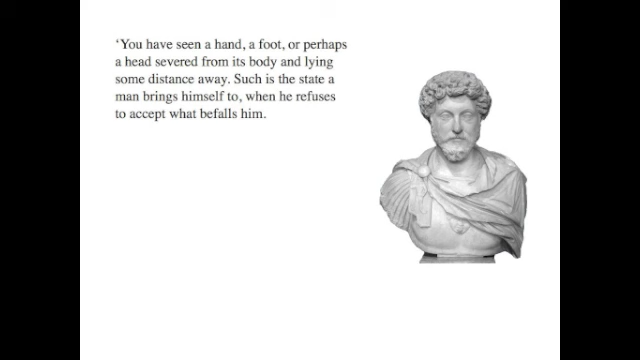 ‘You have seen a hand, a foot, or perhaps
a head severed from its body and lying
some distance away. Such is the state a
man brings himself to, when he refuses
to accept what befalls him.